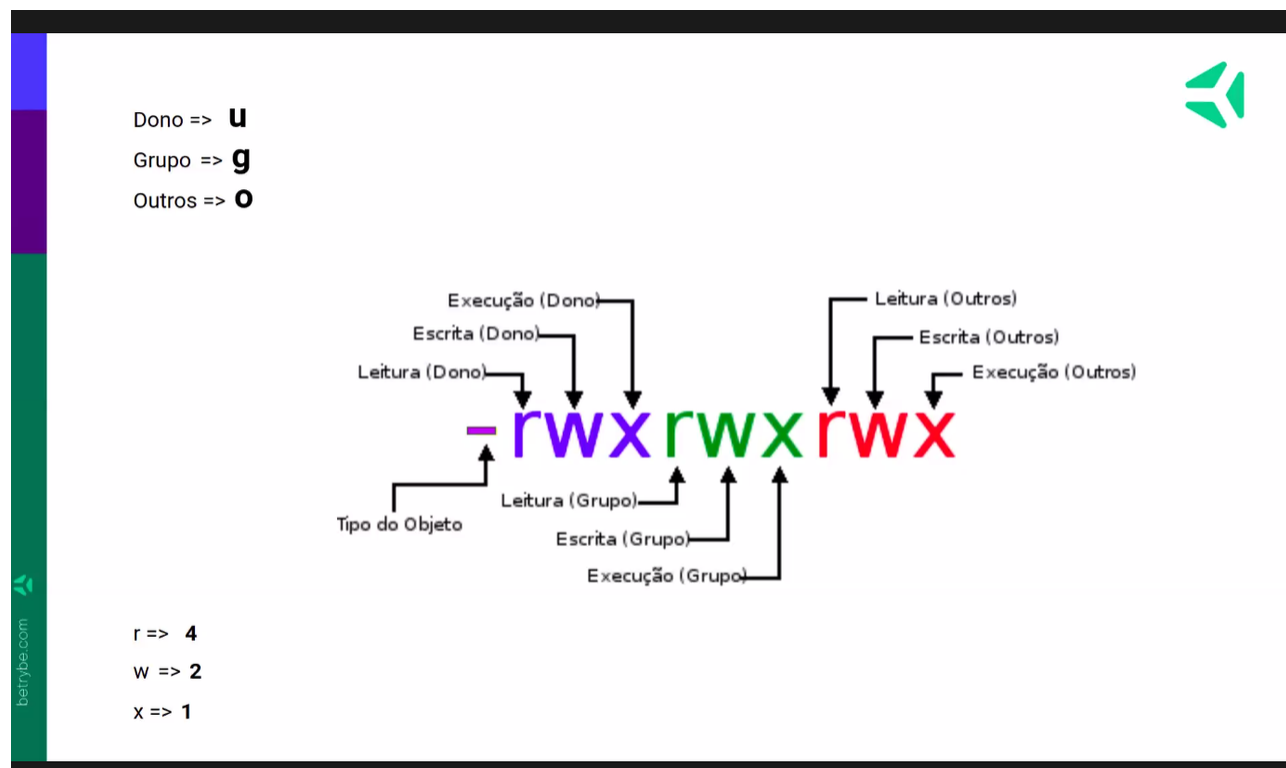 Dono => u
Grupo => g
Outros => o
Execução (Dono)
Escrita (Dono)
Leitura (Dono)
Leitura (Outros)
Escrita (Outros)
Execução (Outros)
-rwxrwxrwx
Tipo do Objeto
Leitura (Grupo)
Escrita (Grupo)
Execução (Grupo)
r => 4
w => 2
x => 1
betrybe.com